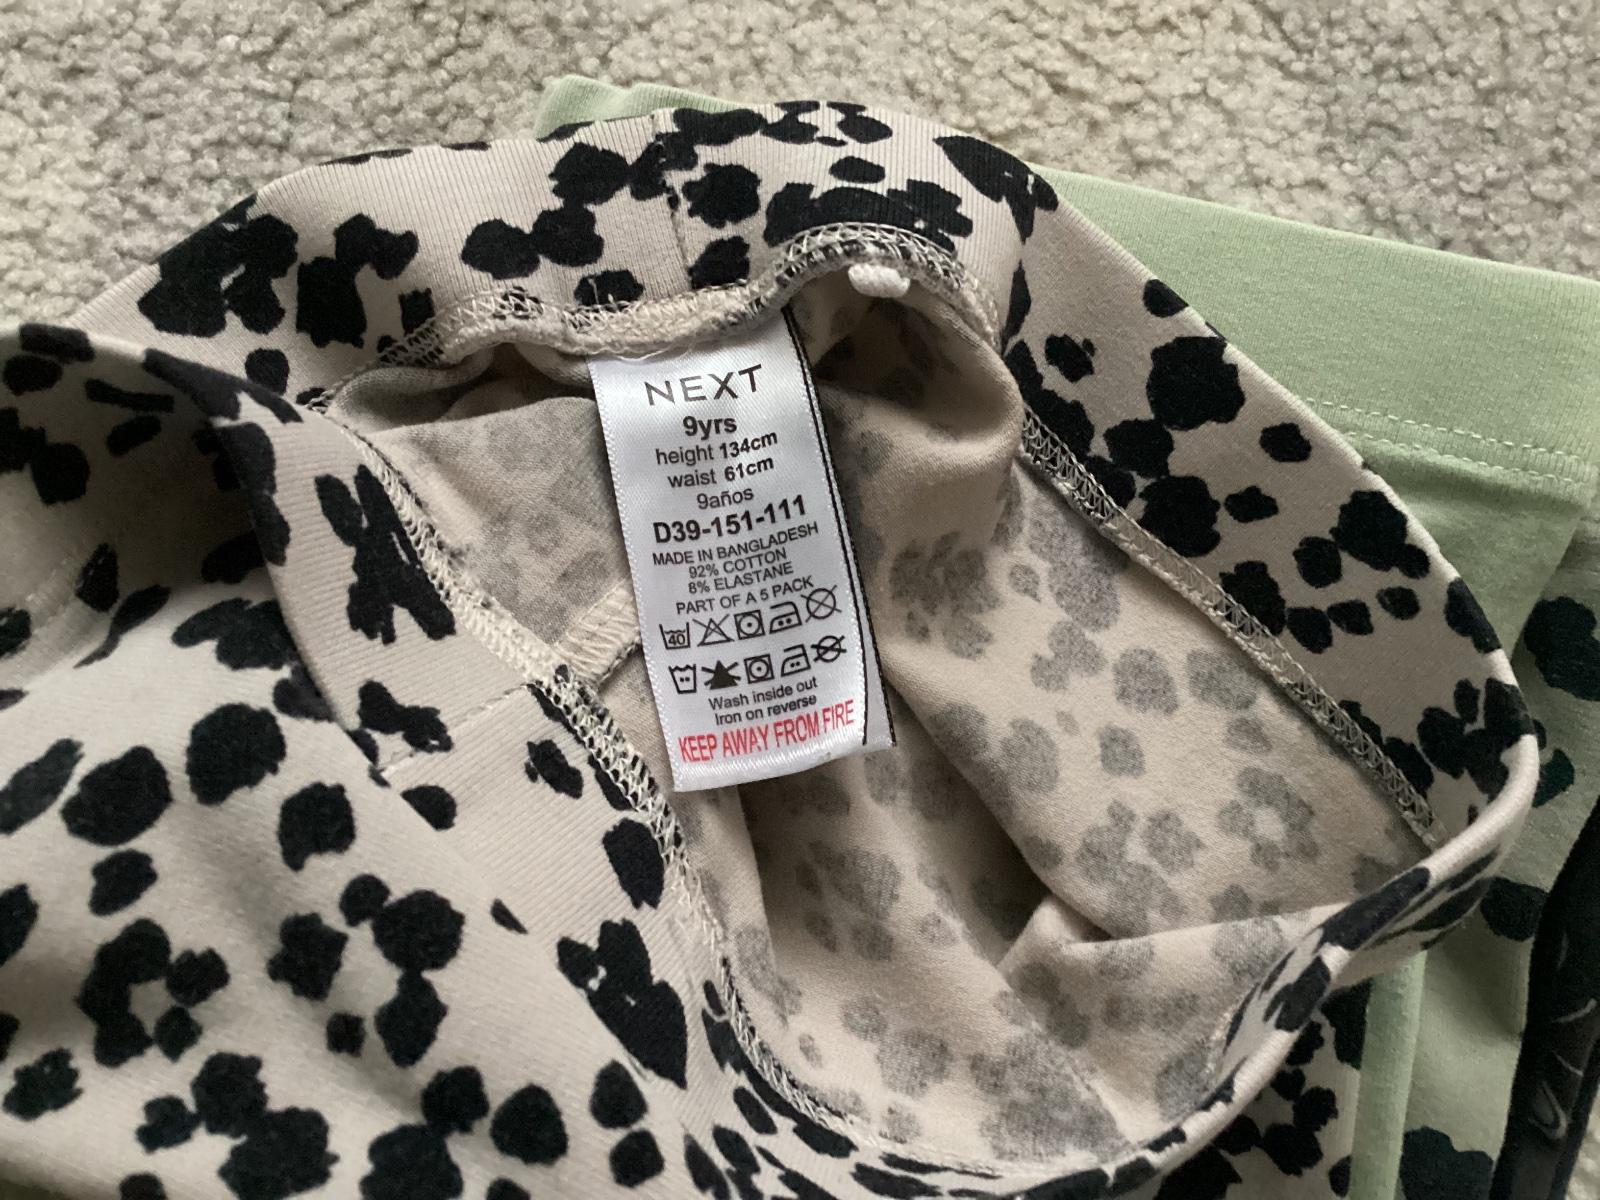 NEXT
9yrs
height 134cm
waist 61cm
9años
D39-151-111
MADE IN BANGLADESH
92% COTTON
8% ELASTANE
PART OF A 5 PACK
40
Wash inside out
Iron on reverse
KEEP AWAY FROM FIRE